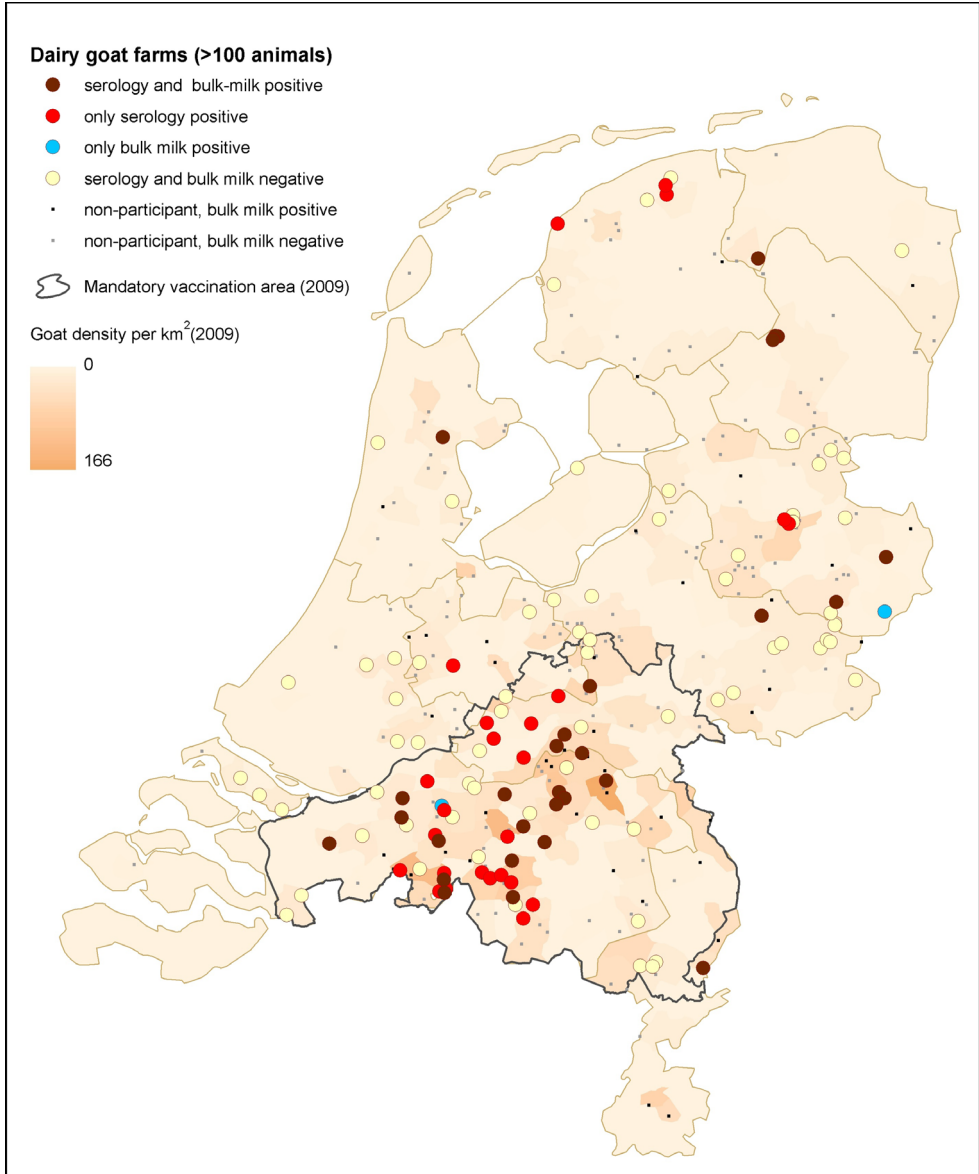 Dairy goat farms (>100 animals)
serology and bulk-milk positive
only serology positive
only bulk milk positive
serology and bulk milk negative
non-participant, bulk milk positive
non-participant, bulk milk negative
Mandatory vaccination area (2009)
Goat density per km²(2009)
0
166